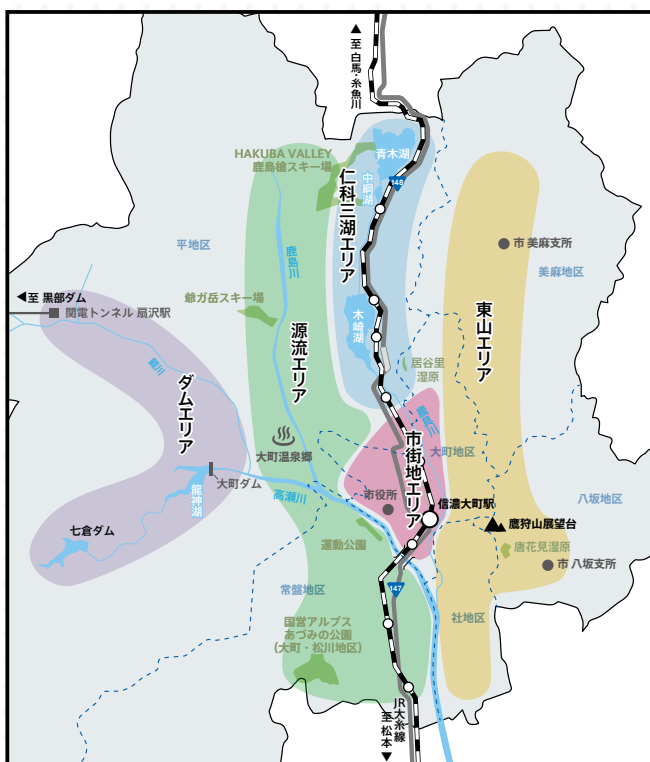 ▲至 白馬・糸魚川
HAKUBA VALLEY
鹿島槍スキー場
青木湖
148
中綱湖
仁科三湖エリア
平地区
鹿島川
市 美麻支所
美麻地区
◀至 黒部ダム
関電トンネル 扇沢駅
爺ガ岳スキー場
木崎湖
東山エリア
源流エリア
籠川
居谷里
湿原
ダムエリア
農具川
市街地エリア
大町温泉郷
大町地区
大町ダム
龍神湖
高瀬川
市役所
信濃大町駅
八坂地区
七倉ダム
運動公園
鷹狩山展望台
唐花見湿原
市 八坂支所
常盤地区
147
社地区
国営アルプス
あづみの公園
(大町・松川地区)
JR大糸線
至 松本▼